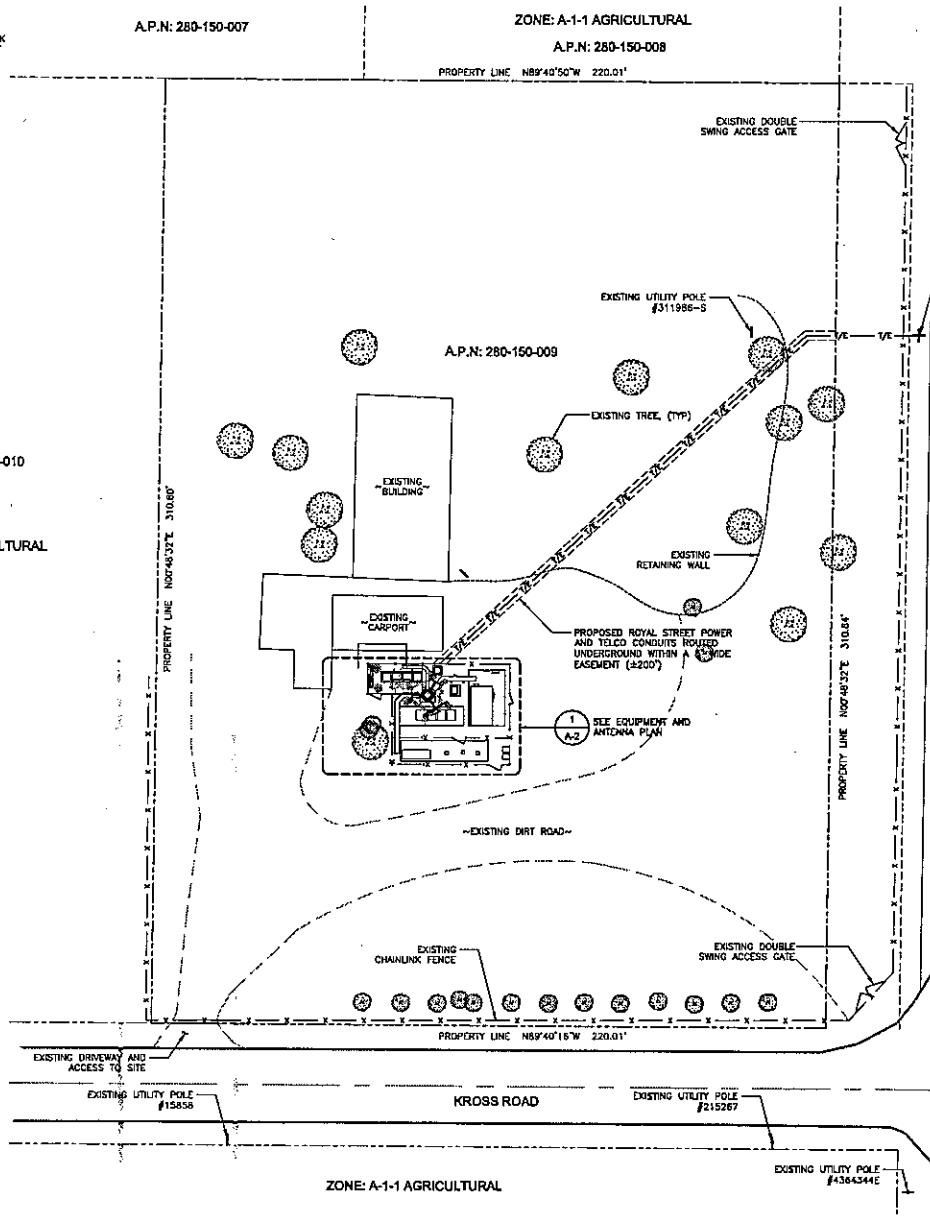 A.P.N: 280-150-007
ZONE: A-1-1 AGRICULTURAL
A.P.N: 280-150-008
PROPERTY LINE N89°40'50"W 220.01'
EXISTING DOUBLE
SWING ACCESS GATE
EXISTING UTILITY POLE
#311986-S
A.P.N: 280-150-009
T/E
T/E
EXISTING TREE, (TYP)
-010
~EXISTING
BUILDING~
LTURAL
PROPERTY LINE N00°48'32"E 310.80'
EXISTING
RETAINING WALL
~EXISTING
CARPORT~
PROPOSED ROYAL STREET POWER
AND TELCO CONDUITS ROUTED
UNDERGROUND WITHIN A WIDE
EASEMENT (±200')
PROPERTY LINE N00°48'32"E 310.84'
1
A-2
SEE EQUIPMENT AND
ANTENNA PLAN
~EXISTING DIRT ROAD~
EXISTING
CHAINLINK FENCE
EXISTING DOUBLE
SWING ACCESS GATE
PROPERTY LINE N89°40'16"W 220.01'
EXISTING DRIVEWAY AND
ACCESS TO SITE
EXISTING UTILITY POLE
#15858
KROSS ROAD
EXISTING UTILITY POLE
#215267
ZONE: A-1-1 AGRICULTURAL
EXISTING UTILITY POLE
#4364344E